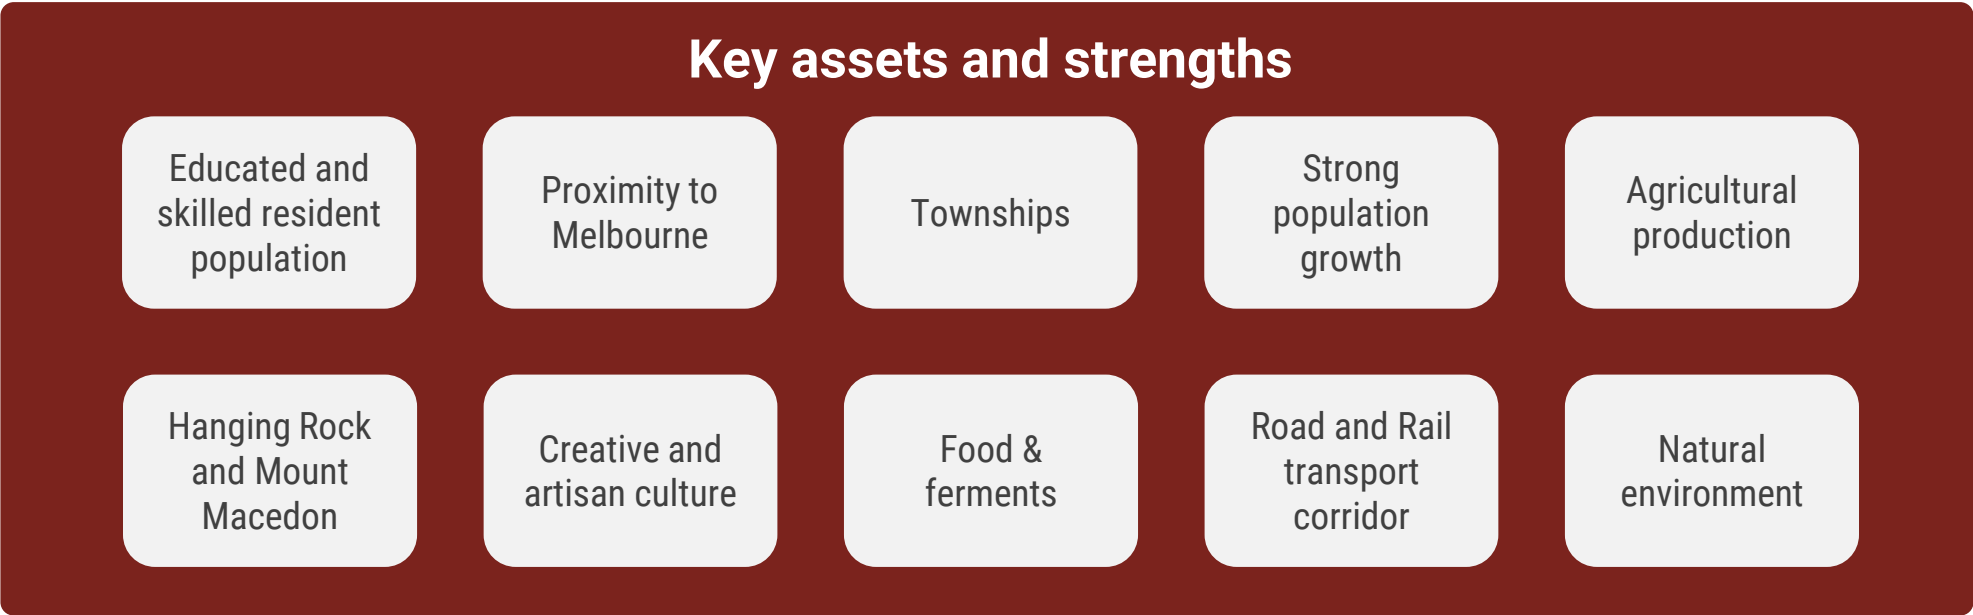 Key assets and strengths
Educated and
skilled resident
population
Proximity to
Melbourne
Townships
Strong
population
growth
Agricultural
production
Hanging Rock
and Mount
Macedon
Creative and
artisan culture
Food &
ferments
Road and Rail
transport
corridor
Natural
environment